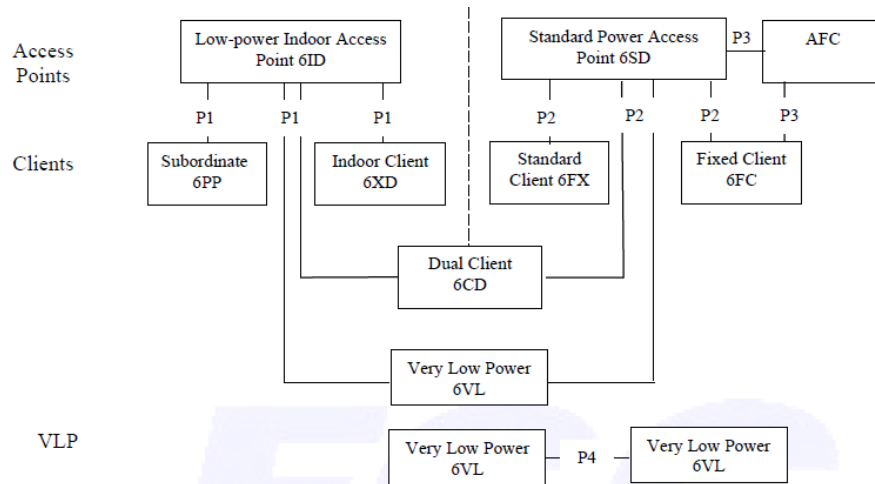 Access
Points
Low-power Indoor Access
Point 6ID
Standard Power Access
Point 6SD
P3
AFC
P1
P1
P1
P2
P2
P2
P3
Clients
Subordinate
6PP
Indoor Client
6XD
Standard
Client 6FX
Fixed Client
6FC
Dual Client
6CD
Very Low Power
6VL
VLP
Very Low Power
6VL
P4
Very Low Power
6VL
FCC